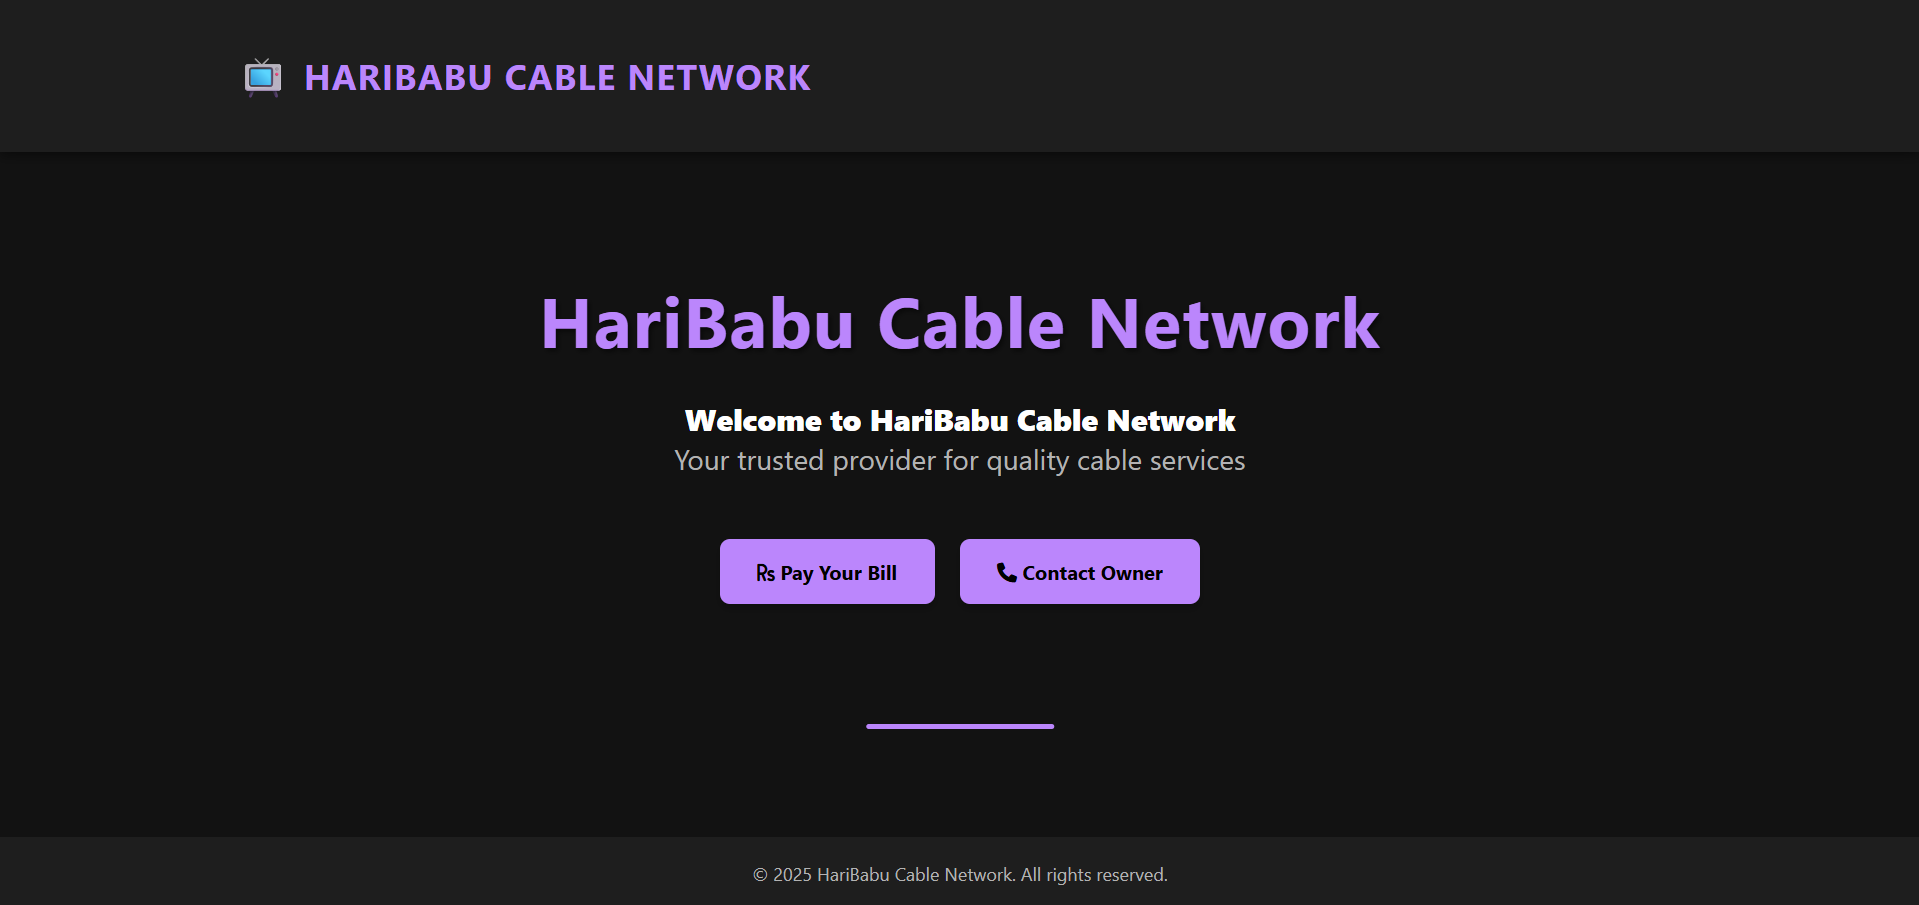 HARIBABU CABLE NETWORK
HariBabu Cable Network
Welcome to HariBabu Cable Network
Your trusted provider for quality cable services
₨ Pay Your Bill
Contact Owner
© 2025 HariBabu Cable Network. All rights reserved.